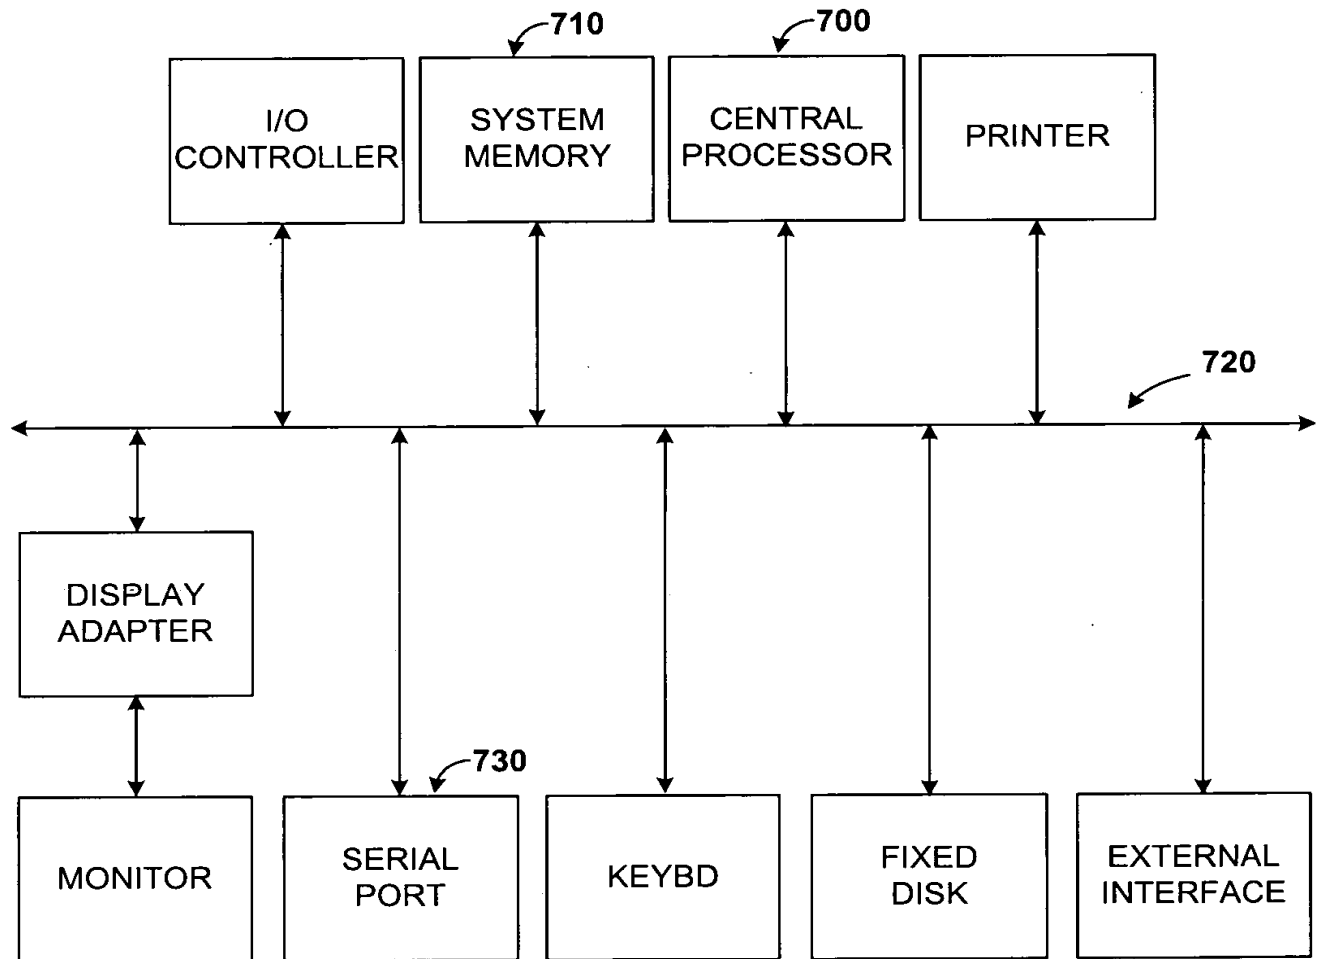 710
700
I/O
CONTROLLER
SYSTEM
MEMORY
CENTRAL
PROCESSOR
PRINTER
720
DISPLAY
ADAPTER
730
MONITOR
SERIAL
PORT
KEYBD
FIXED
DISK
EXTERNAL
INTERFACE